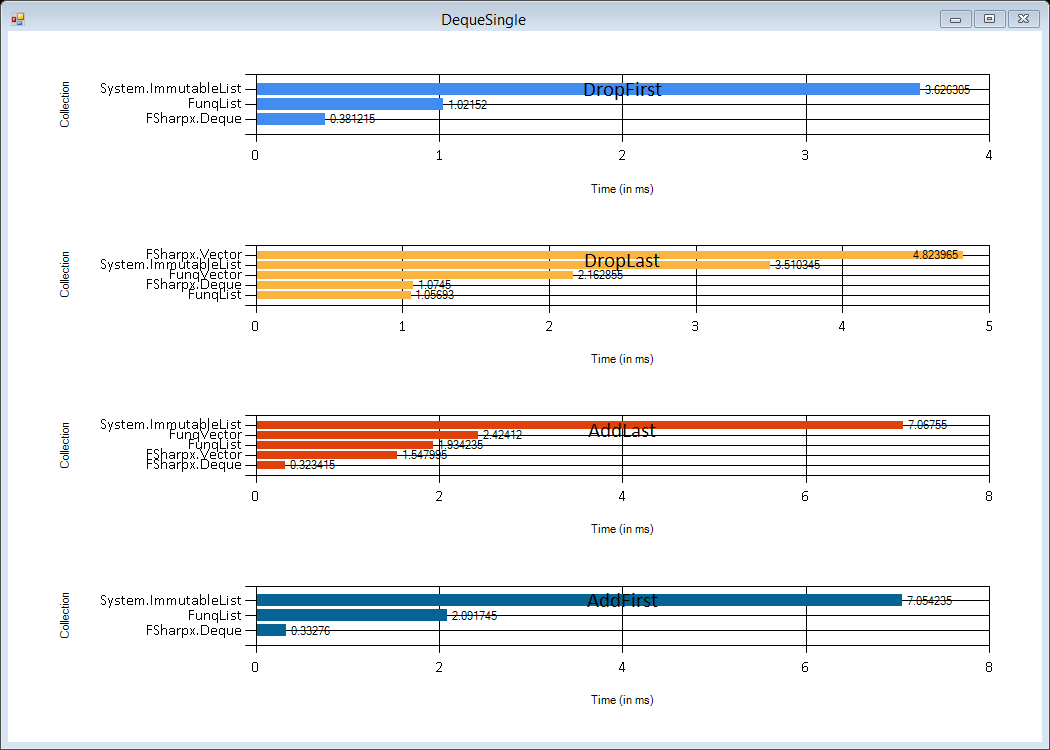 DequeSingle
DropFirst
Collection
System.ImmutableList 3.626305
FunqList 1.02152
FSharpx.Deque 0.381215
0 1 2 3 4
Time (in ms)
DropLast
Collection
FSharpx.Vector 4.823965
System.ImmutableList 3.510345
FunqVector 2.162855
FSharpx.Deque 1.0745
FunqList 1.05693
0 1 2 3 4 5
Time (in ms)
AddLast
Collection
System.ImmutableList 7.06755
FunqVector 2.42412
FunqList 1.934235
FSharpx.Vector 1.547995
FSharpx.Deque 0.323415
0 2 4 6 8
Time (in ms)
AddFirst
Collection
System.ImmutableList 7.054235
FunqList 2.091745
FSharpx.Deque 0.33276
0 2 4 6 8
Time (in ms)